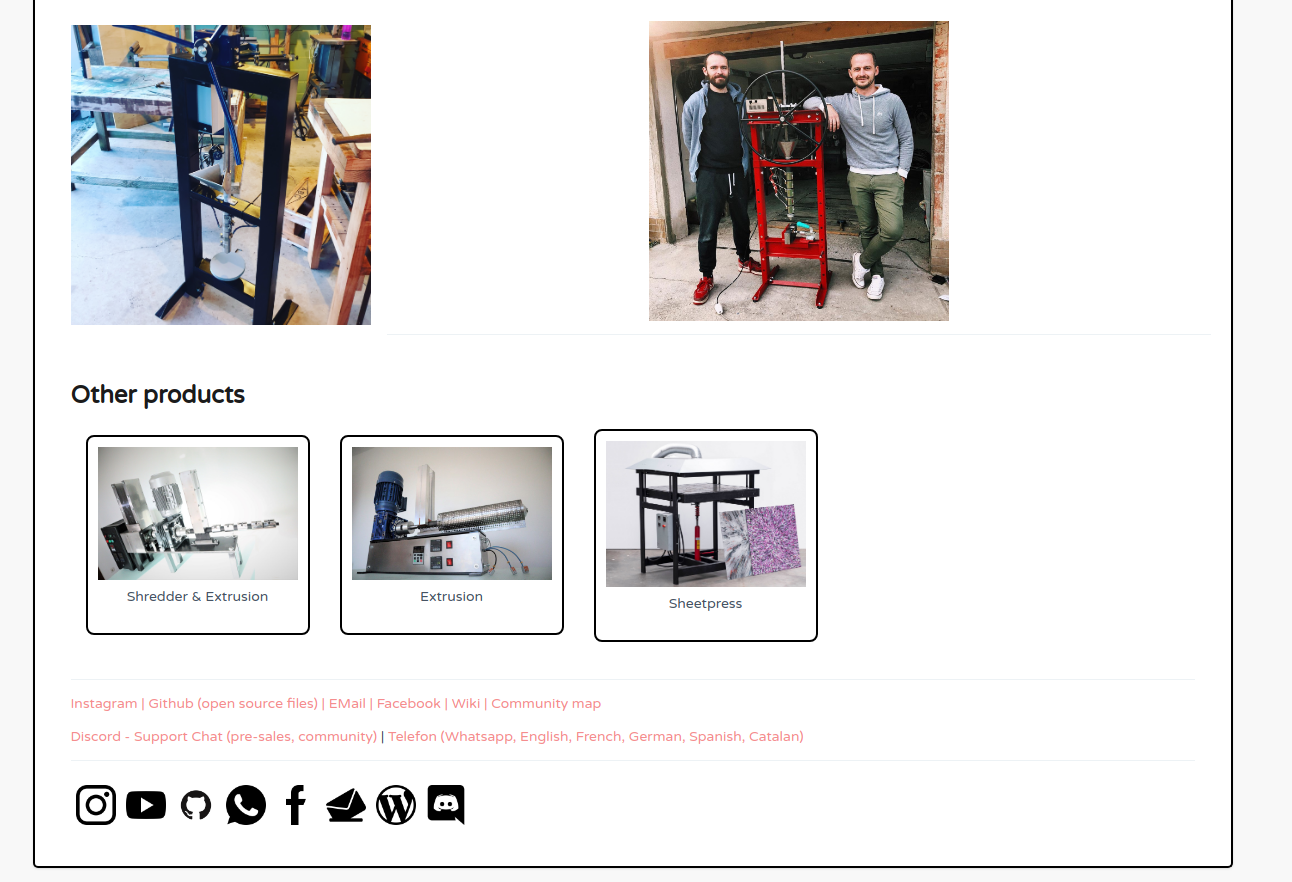 Other products
Shredder & Extrusion
Extrusion
Sheetpress
Instagram | Github (open source files) | EMail | Facebook | Wiki | Community map
Discord - Support Chat (pre-sales, community) | Telefon (Whatsapp, English, French, German, Spanish, Catalan)